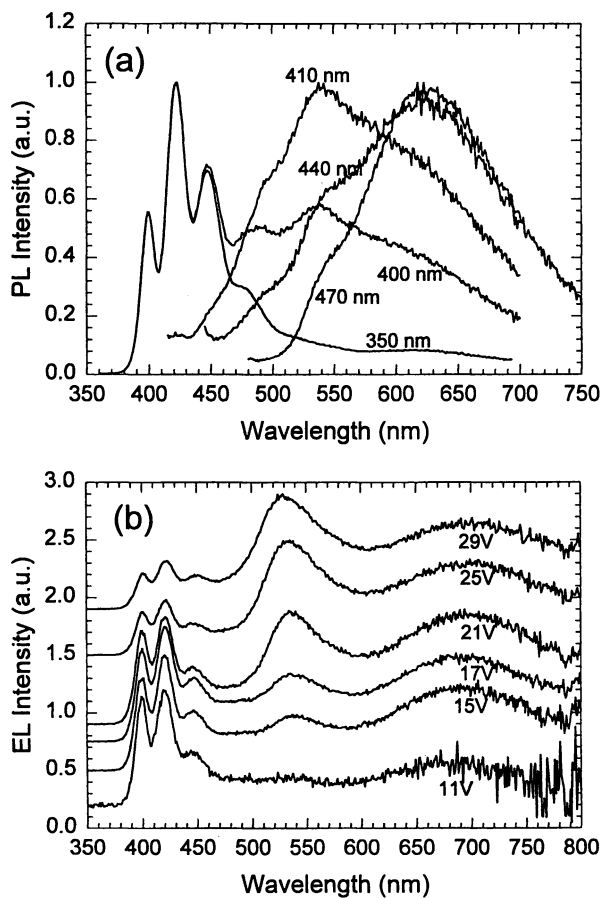 1.2
(a)
410 nm
1.0
0.8
440 nm
0.6
400 nm
0.4
470 nm
350 nm
0.2
0.0
PL Intensity (a.u.)
350 400 450 500 550 600 650 700 750
Wavelength (nm)
3.0
(b)
2.5
29V
25V
2.0
21V
1.5
17V
15V
1.0
0.5
11V
0.0
EL Intensity (a.u.)
350 400 450 500 550 600 650 700 750 800
Wavelength (nm)